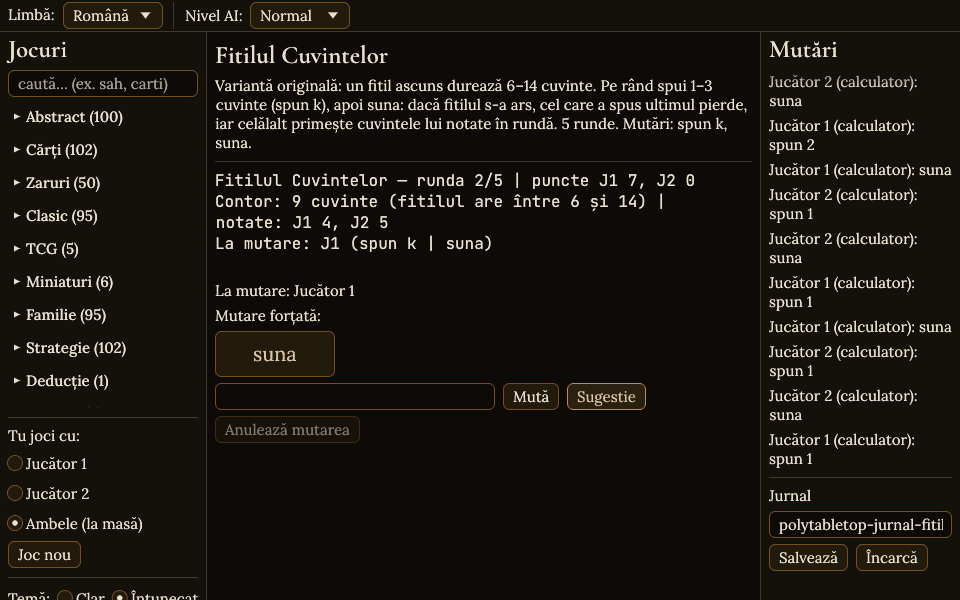 Limbă: Română ▼ Nivel AI: Normal ▼
Jocuri
caută... (ex. sah, carti)
▸ Abstract (100)
▸ Cărți (102)
▸ Zaruri (50)
▸ Clasic (95)
▸ TCG (5)
▸ Miniaturi (6)
▸ Familie (95)
▸ Strategie (102)
▸ Deducție (1)
Tu joci cu:
Jucător 1
Jucător 2
Ambele (la masă)
Joc nou
Temă: Clar Întunecat
Fitilul Cuvintelor
Variantă originală: un fitil ascuns durează 6–14 cuvinte. Pe rând spui 1–3
cuvinte (spun k), apoi suna: dacă fitilul s-a ars, cel care a spus ultimul pierde,
iar celălalt primește cuvintele lui notate în rundă. 5 runde. Mutări: spun k,
suna.
Fitilul Cuvintelor — runda 2/5 | puncte J1 7, J2 0
Contor: 9 cuvinte (fitilul are între 6 și 14) |
notate: J1 4, J2 5
La mutare: J1 (spun k | suna)
La mutare: Jucător 1
Mutare forțată:
suna
Mută Sugestie
Anulează mutarea
Mutări
Jucător 2 (calculator):
suna
Jucător 1 (calculator):
spun 2
Jucător 1 (calculator): suna
Jucător 2 (calculator):
spun 1
Jucător 2 (calculator):
suna
Jucător 1 (calculator):
spun 1
Jucător 1 (calculator): suna
Jucător 2 (calculator):
spun 1
Jucător 2 (calculator):
suna
Jucător 1 (calculator):
spun 1
Jurnal
polytabletop-jurnal-fitil
Salvează Încarcă